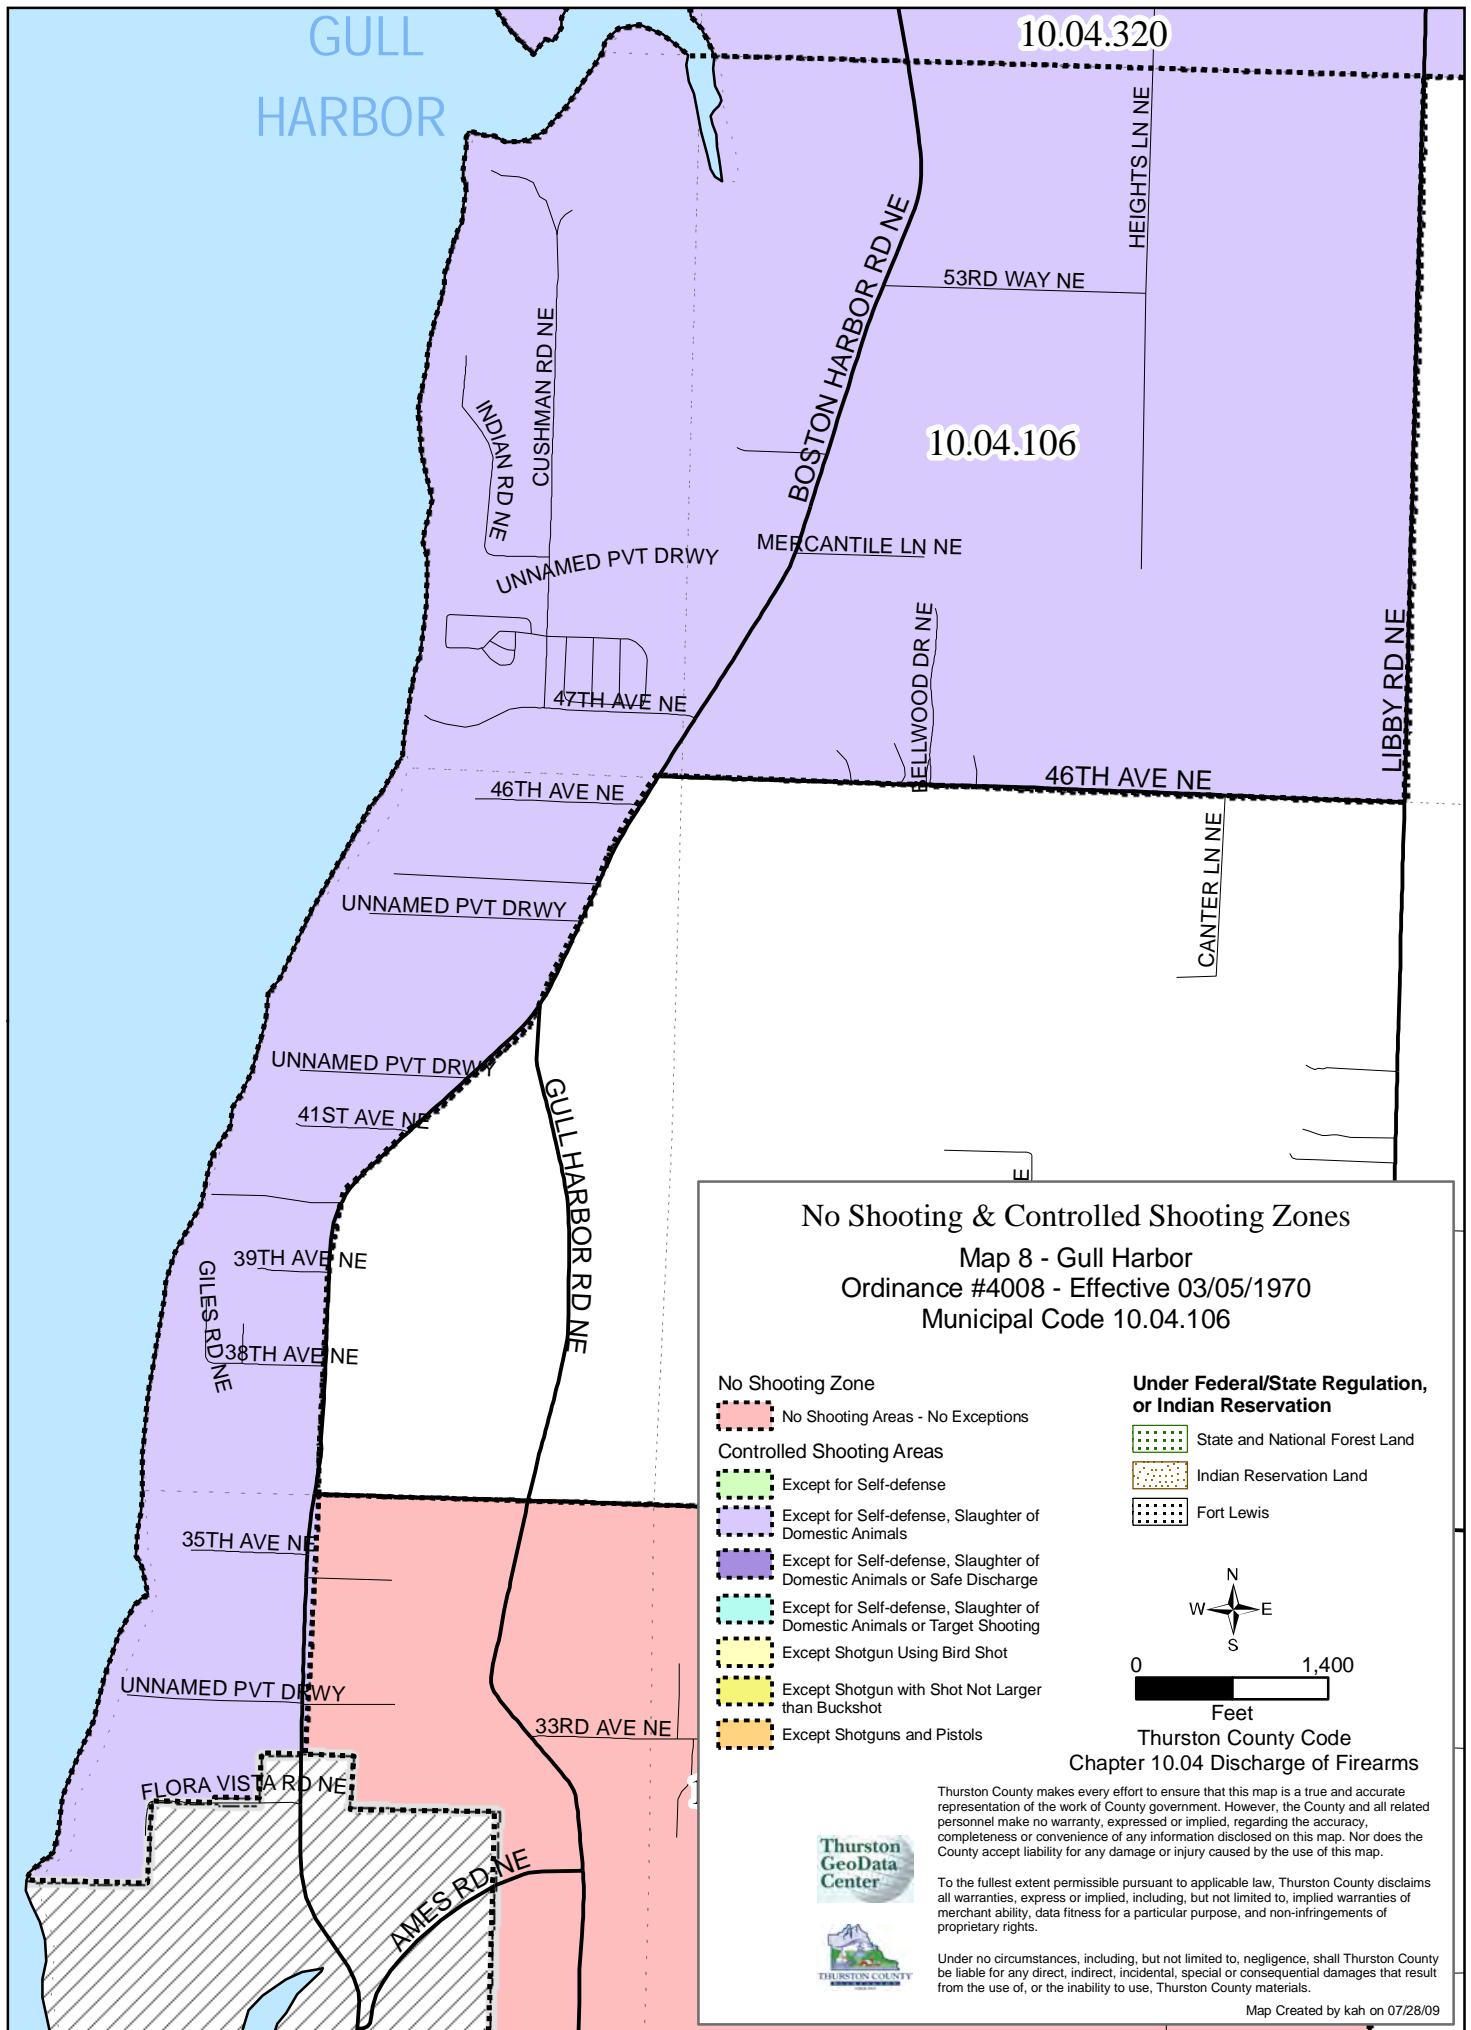 GULL
HARBOR
10.04.320
HEIGHTS LN NE
BOSTON HARBOR RD NE
53RD WAY NE
CUSHMAN RD NE
INDIAN RD NE
10.04.106
UNNAMED PVT DRWY
MERCANTILE LN NE
BELLWOOD DR NE
LIBBY RD NE
47TH AVE NE
46TH AVE NE
46TH AVE NE
CANTER LN NE
UNNAMED PVT DRWY
UNNAMED PVT DRWY
41ST AVE NE
GULL HARBOR RD NE
E
39TH AVE NE
GILES RD NE
38TH AVE NE
35TH AVE NE
UNNAMED PVT DRWY
33RD AVE NE
FLORA VISTA RD NE
AMES RD NE
No Shooting & Controlled Shooting Zones
Map 8 - Gull Harbor
Ordinance #4008 - Effective 03/05/1970
Municipal Code 10.04.106
No Shooting Zone
No Shooting Areas - No Exceptions
Controlled Shooting Areas
Except for Self-defense
Except for Self-defense, Slaughter of
Domestic Animals
Except for Self-defense, Slaughter of
Domestic Animals or Safe Discharge
Except for Self-defense, Slaughter of
Domestic Animals or Target Shooting
Except Shotgun Using Bird Shot
Except Shotgun with Shot Not Larger
than Buckshot
Except Shotguns and Pistols
Under Federal/State Regulation,
or Indian Reservation
State and National Forest Land
Indian Reservation Land
Fort Lewis
N
W E
S
0 1,400
Feet
Thurston County Code
Chapter 10.04 Discharge of Firearms
Thurston County makes every effort to ensure that this map is a true and accurate
representation of the work of County government. However, the County and all related
personnel make no warranty, expressed or implied, regarding the accuracy,
completeness or convenience of any information disclosed on this map. Nor does the
County accept liability for any damage or injury caused by the use of this map.
To the fullest extent permissible pursuant to applicable law, Thurston County disclaims
all warranties, express or implied, including, but not limited to, implied warranties of
merchant ability, data fitness for a particular purpose, and non-infringements of
proprietary rights.
Under no circumstances, including, but not limited to, negligence, shall Thurston County
be liable for any direct, indirect, incidental, special or consequential damages that result
from the use of, or the inability to use, Thurston County materials.
Thurston
GeoData
Center
THURSTON COUNTY
Map Created by kah on 07/28/09